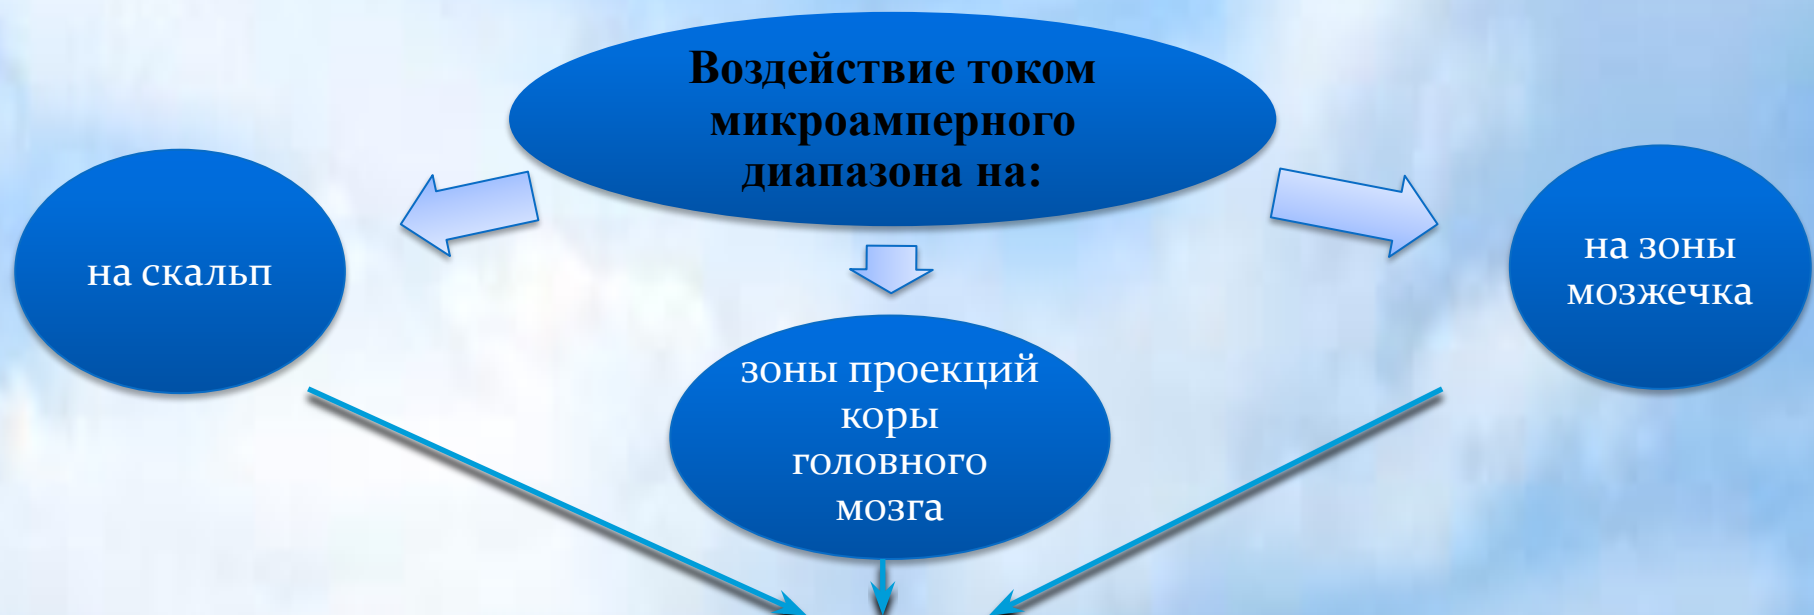 Воздействие током
микроамперного
диапазона на:
на скальп
зоны проекций
коры
головного
мозга
на зоны
мозжечка